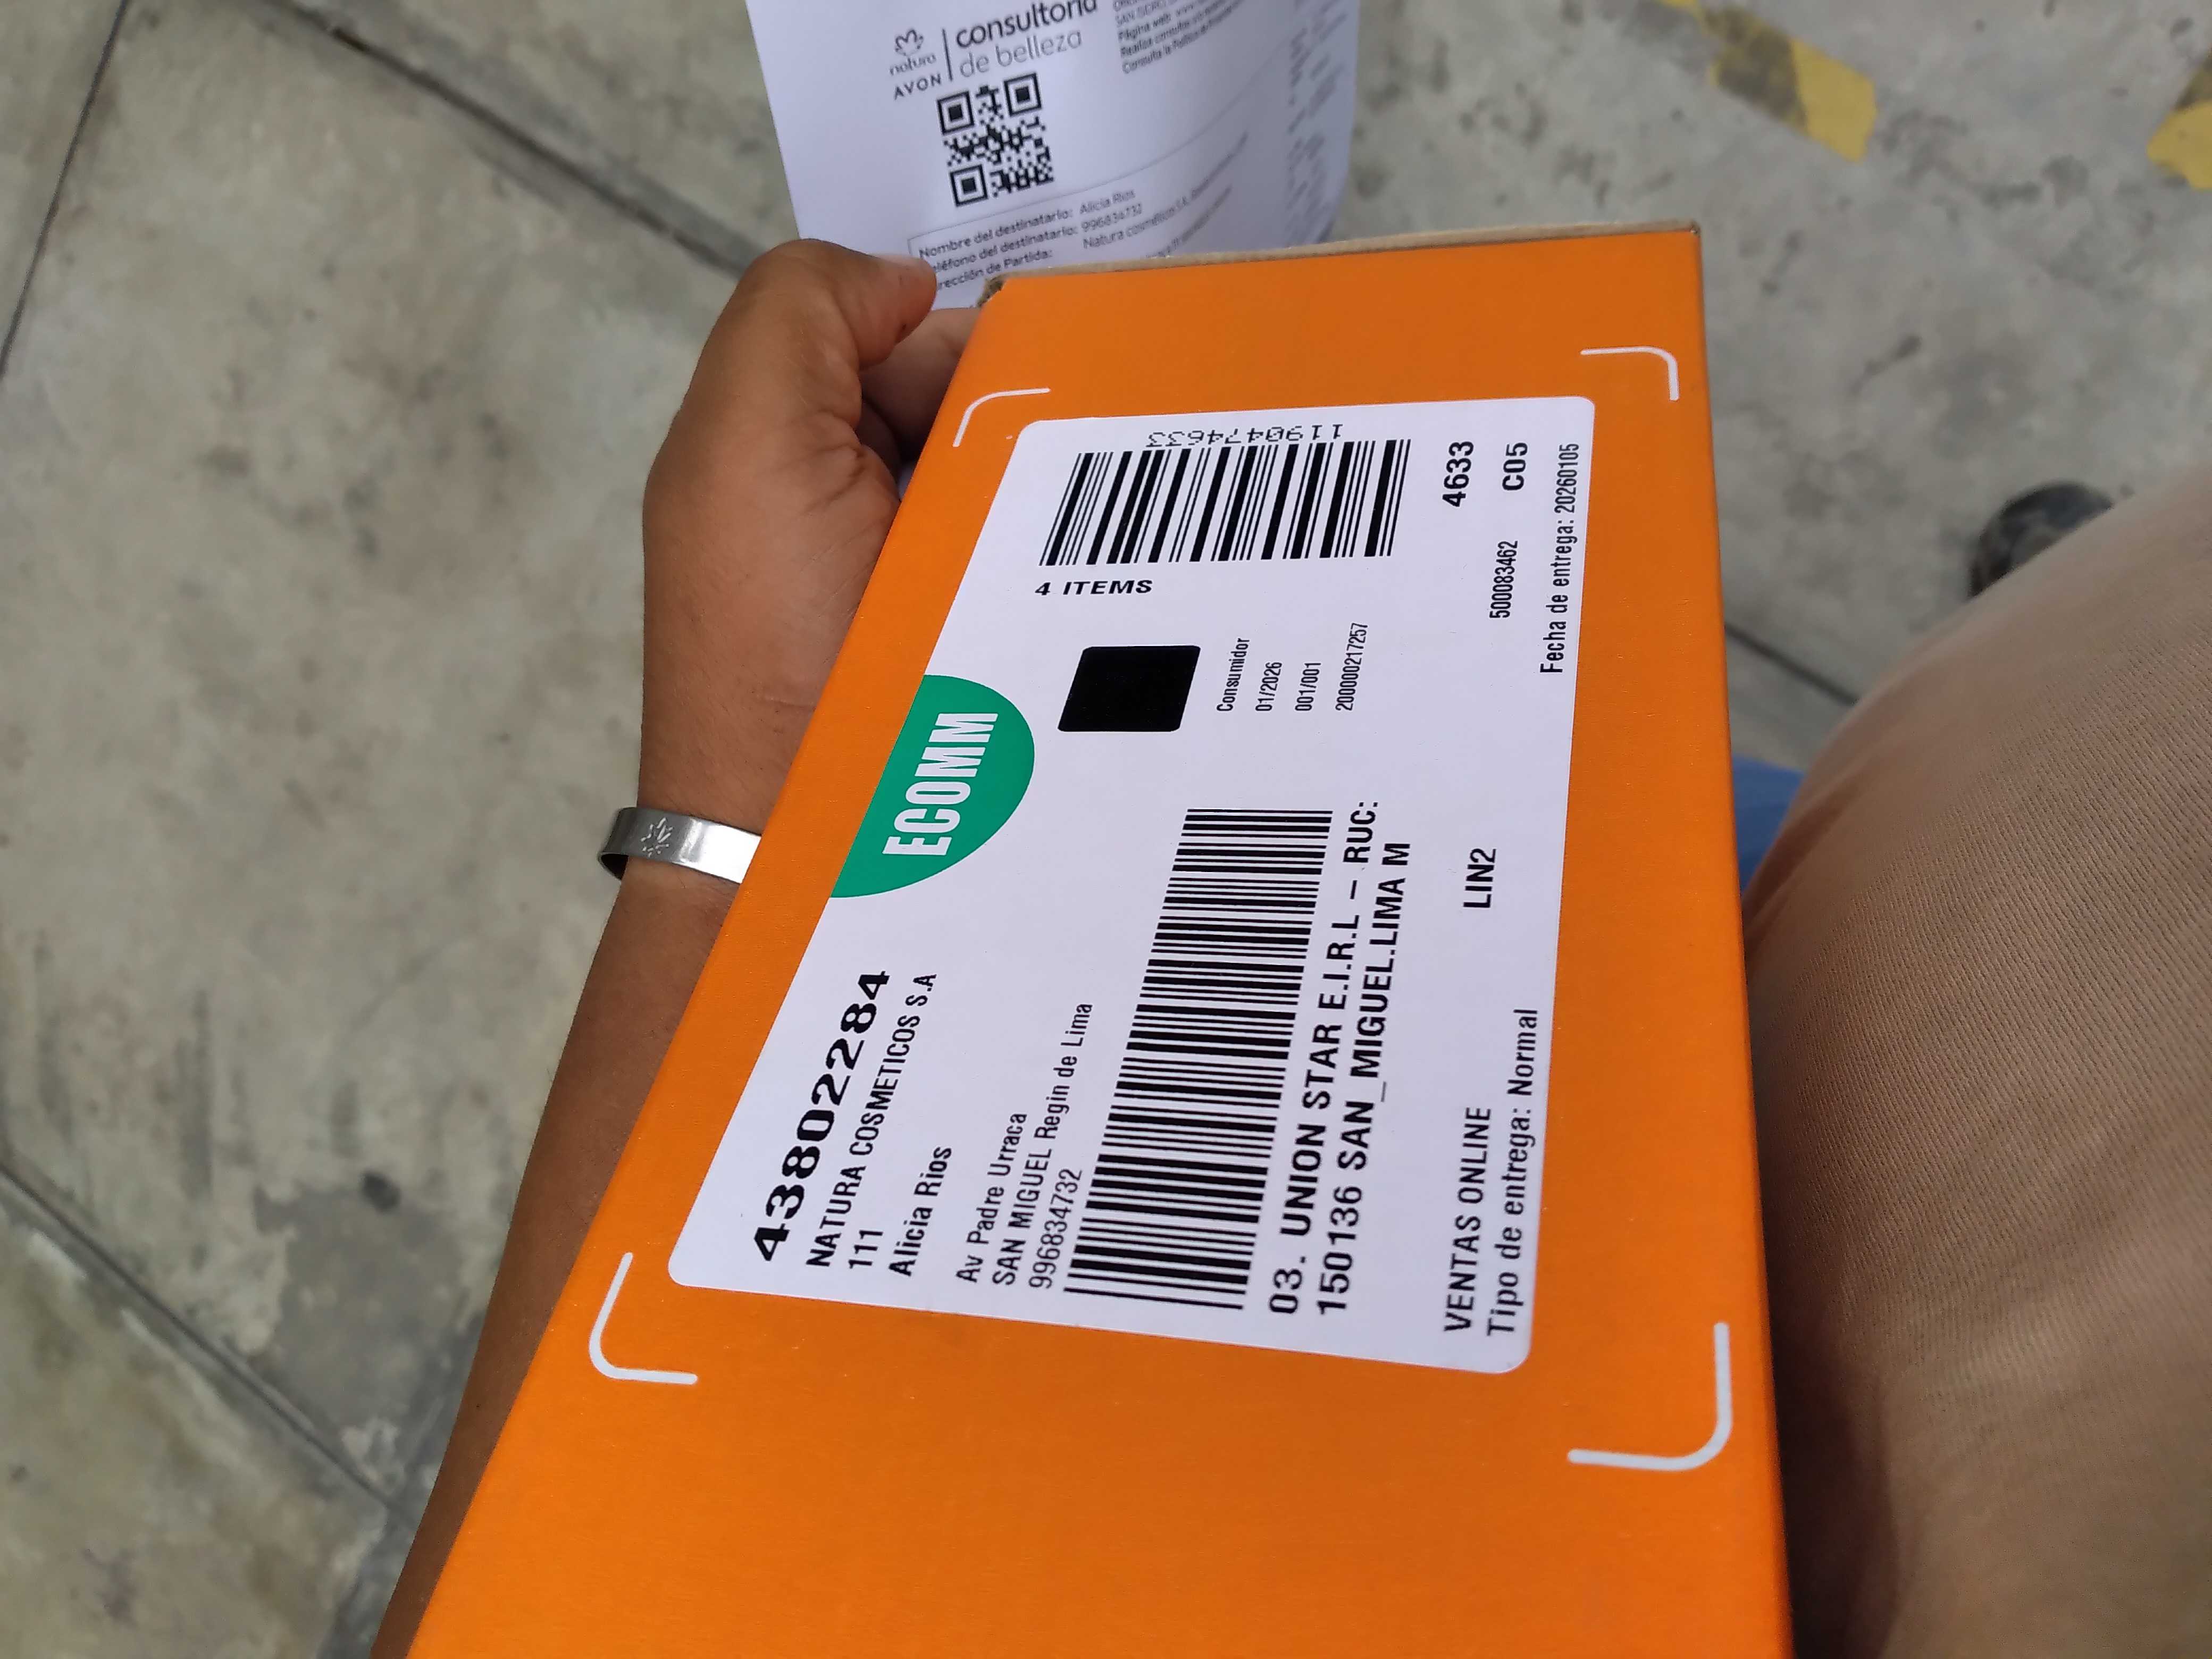 natura
AVON
consultoría
de belleza
Nombre del destinatario: Alicia Rios
Teléfono del destinatario: 996834732
Dirección de Partida: Natura cosméticos S.A.
43802284
NATURA COSMETICOS S.A
111
Alicia Rios
Av Padre Urraca
SAN MIGUEL Regin de Lima
996834732
03. UNION STAR E.I.R.L – RUC:
150136 SAN_MIGUEL.LIMA M
VENTAS ONLINE
LIN2
Tipo de entrega: Normal
ECOMM
Consumidor
01/2026
001/001
200000217257
4 ITEMS
1190474633
4633
500083462
C05
Fecha de entrega: 20260105